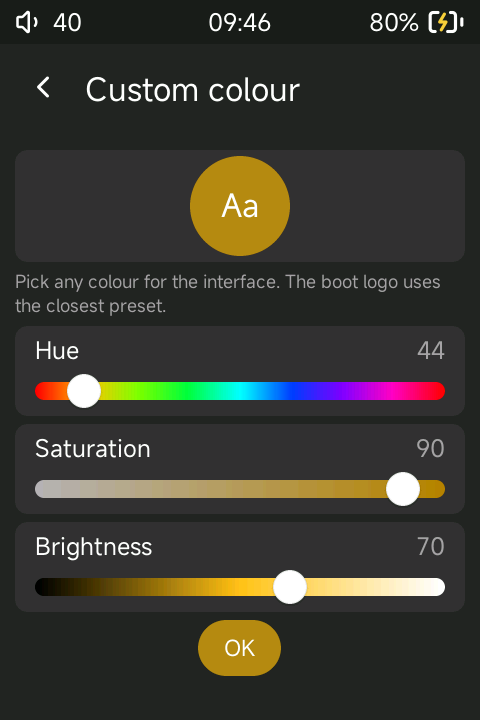 40 09:46 80%
Custom colour
Aa
Pick any colour for the interface. The boot logo uses
the closest preset.
Hue 44
Saturation 90
Brightness 70
OK